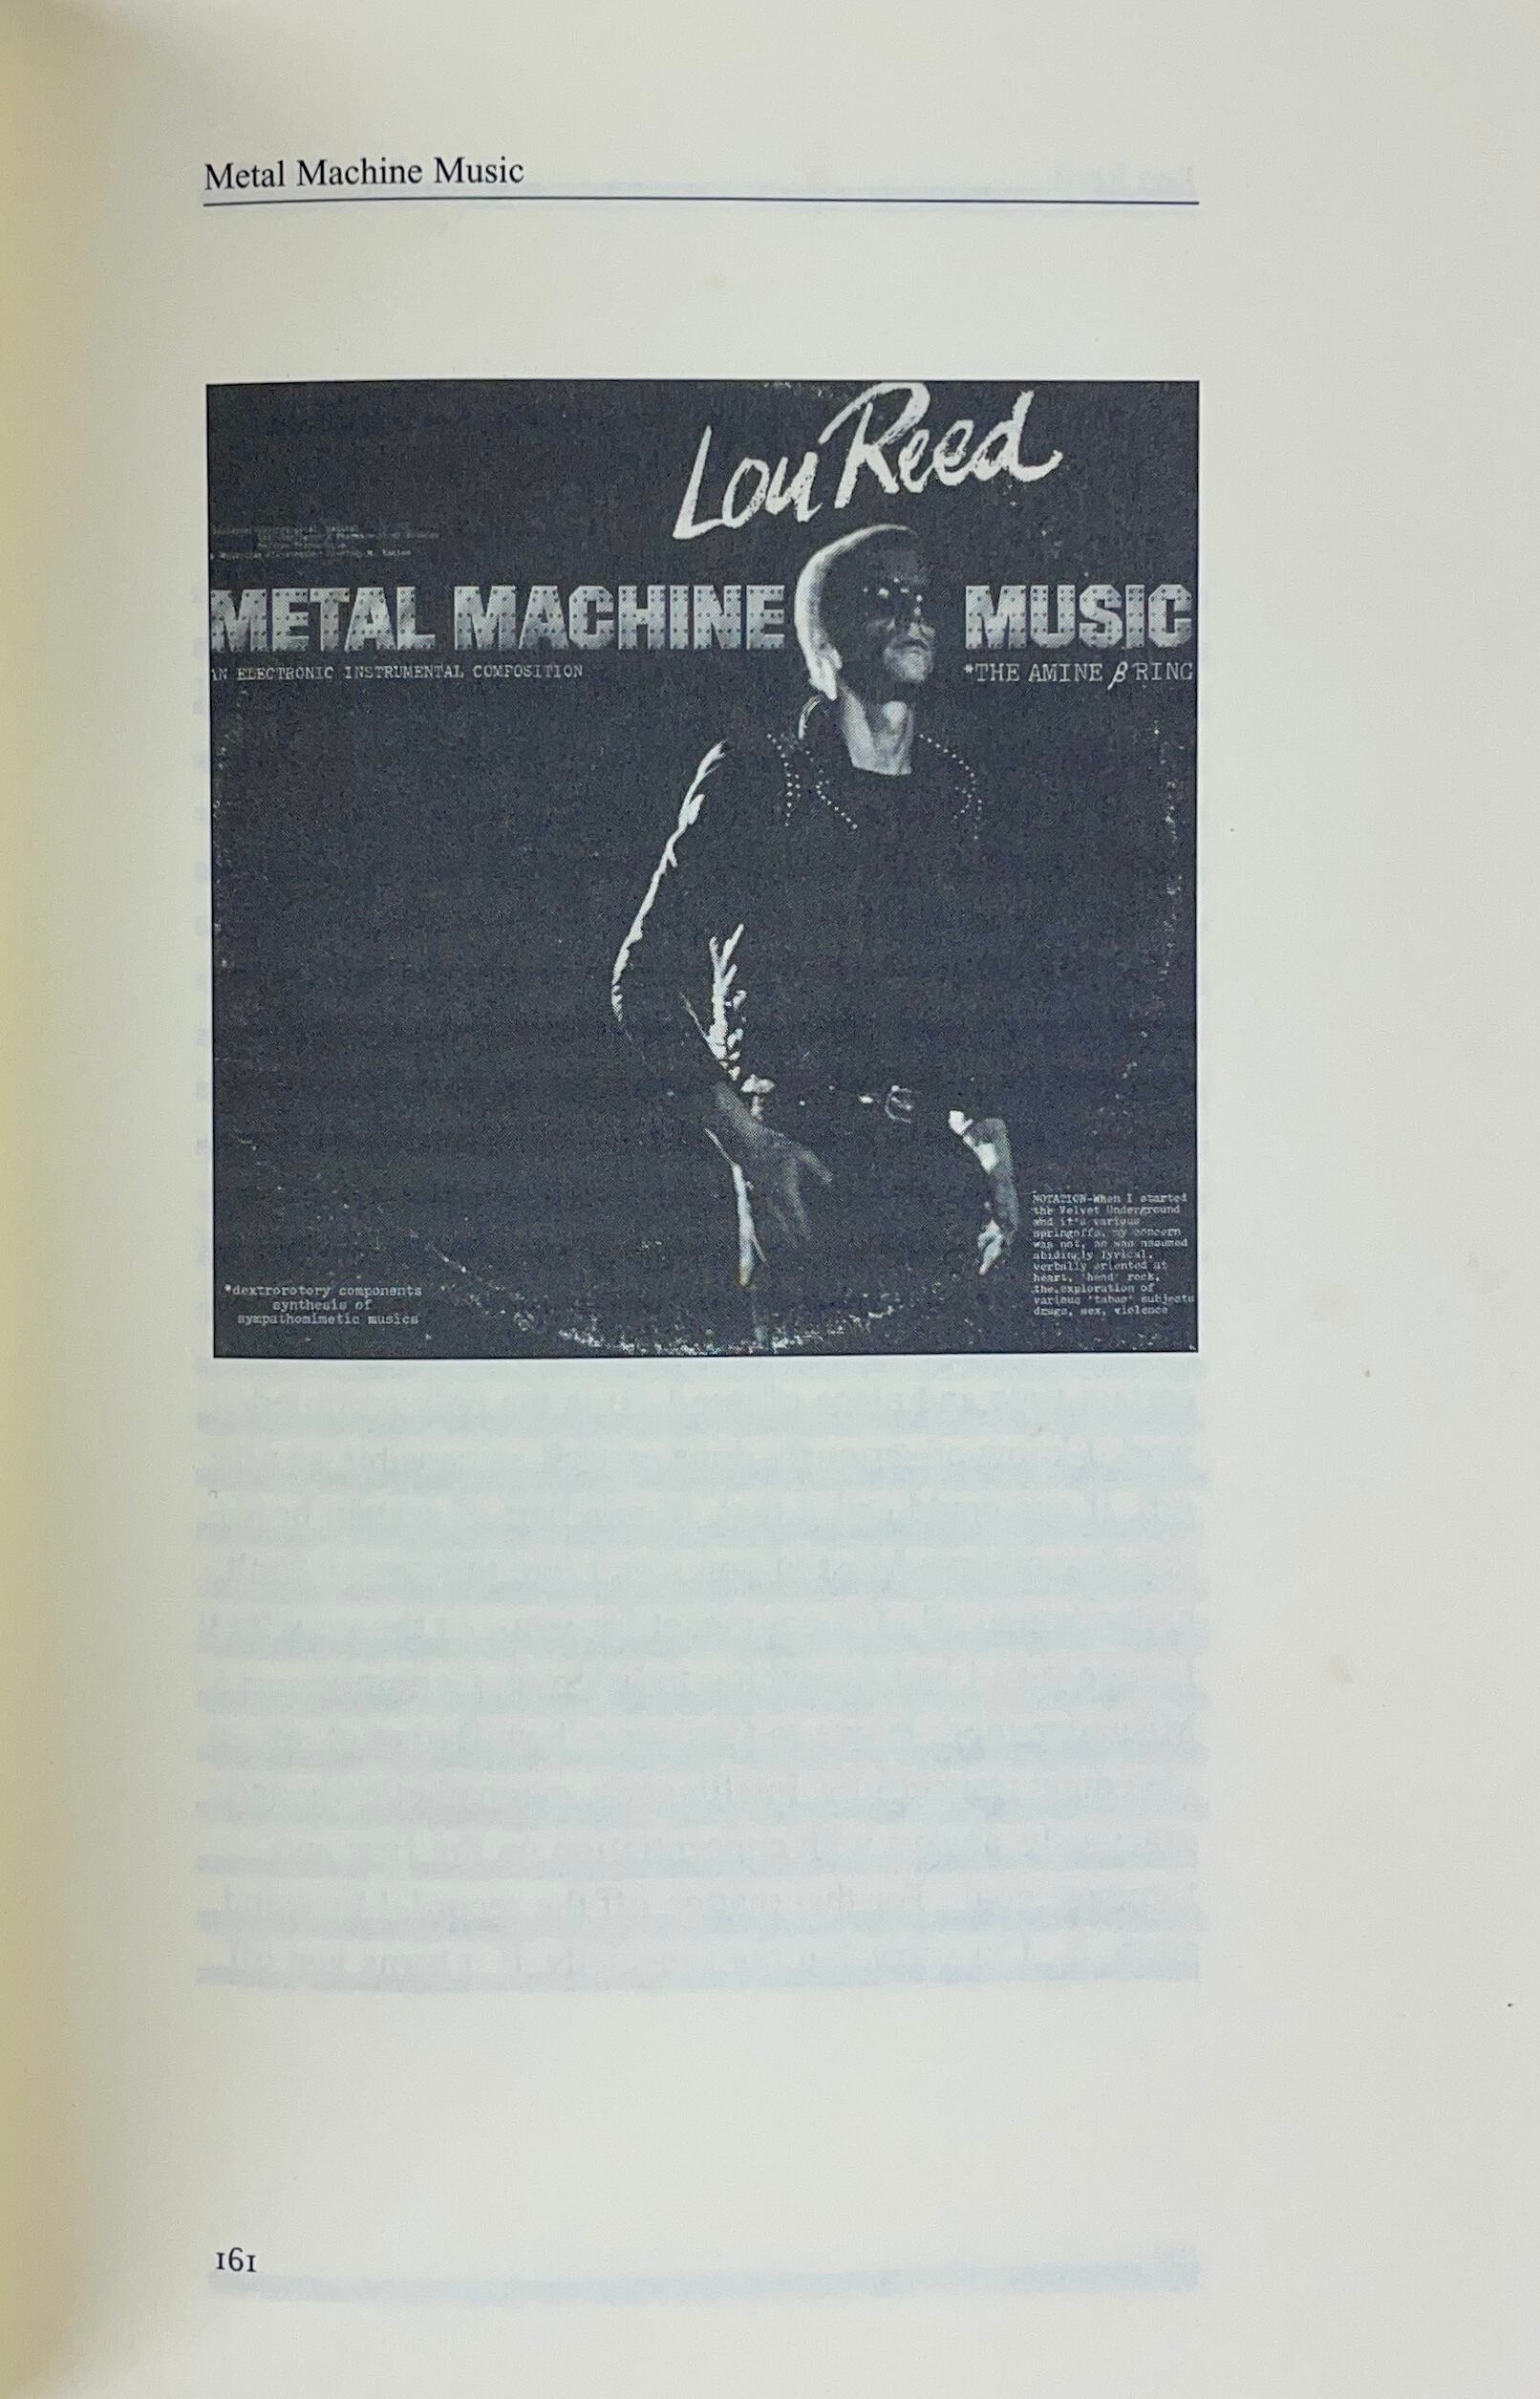 Metal Machine Music
Lou Reed
METAL MACHINE MUSIC
AN ELECTRONIC INSTRUMENTAL COMPOSITION
*THE AMINE β RING
NOTATION-When I started
the Velvet Underground
and it's various
springoffs, my concern
was not, as was assumed
abidingly lyrical,
verbally oriented at
heart, 'head' rock,
the exploration of
various 'taboo' subjects
drugs, sex, violence
*dextrorotory components
synthesis of
sympathomimetic musics
161